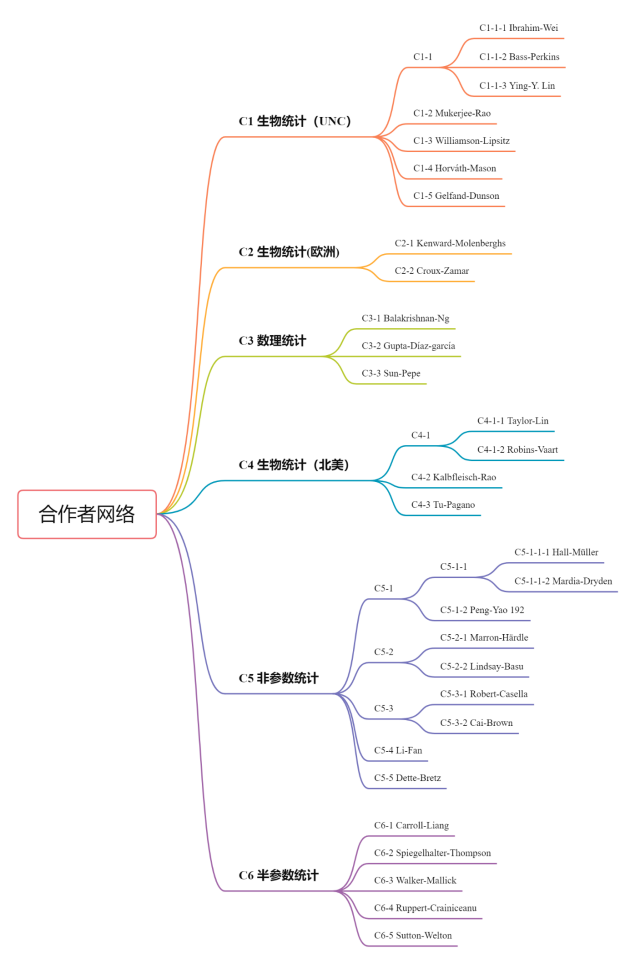 合作者网络
C1 生物统计（UNC）
C1-1
C1-1-1 Ibrahim-Wei
C1-1-2 Bass-Perkins
C1-1-3 Ying-Y. Lin
C1-2 Mukerjee-Rao
C1-3 Williamson-Lipsitz
C1-4 Horváth-Mason
C1-5 Gelfand-Dunson
C2 生物统计(欧洲)
C2-1 Kenward-Molenberghs
C2-2 Croux-Zamar
C3 数理统计
C3-1 Balakrishnan-Ng
C3-2 Gupta-Díaz-garcía
C3-3 Sun-Pepe
C4 生物统计（北美）
C4-1
C4-1-1 Taylor-Lin
C4-1-2 Robins-Vaart
C4-2 Kalbfleisch-Rao
C4-3 Tu-Pagano
C5 非参数统计
C5-1
C5-1-1
C5-1-1-1 Hall-Müller
C5-1-1-2 Mardia-Dryden
C5-1-2 Peng-Yao 192
C5-2
C5-2-1 Marron-Härdle
C5-2-2 Lindsay-Basu
C5-3
C5-3-1 Robert-Casella
C5-3-2 Cai-Brown
C5-4 Li-Fan
C5-5 Dette-Bretz
C6 半参数统计
C6-1 Carroll-Liang
C6-2 Spiegelhalter-Thompson
C6-3 Walker-Mallick
C6-4 Ruppert-Crainiceanu
C6-5 Sutton-Welton